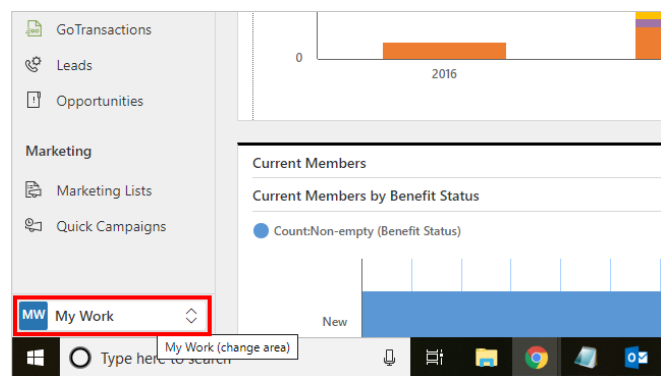 GoTransactions
Leads
Opportunities
Marketing
Marketing Lists
Quick Campaigns
MW My Work
My Work (change area)
Type here to search
0
2016
Current Members
Current Members by Benefit Status
Count:Non-empty (Benefit Status)
New